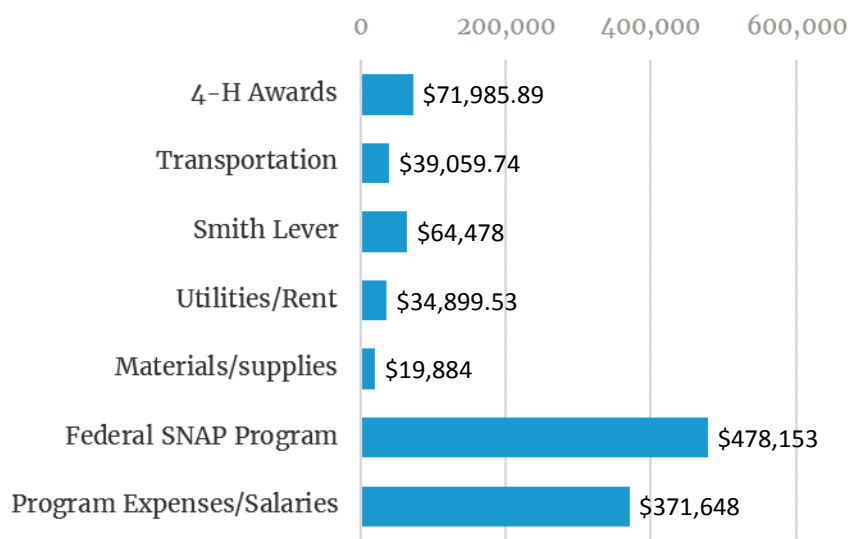 0 200,000 400,000 600,000
4-H Awards $71,985.89
Transportation $39,059.74
Smith Lever $64,478
Utilities/Rent $34,899.53
Materials/supplies $19,884
Federal SNAP Program $478,153
Program Expenses/Salaries $371,648